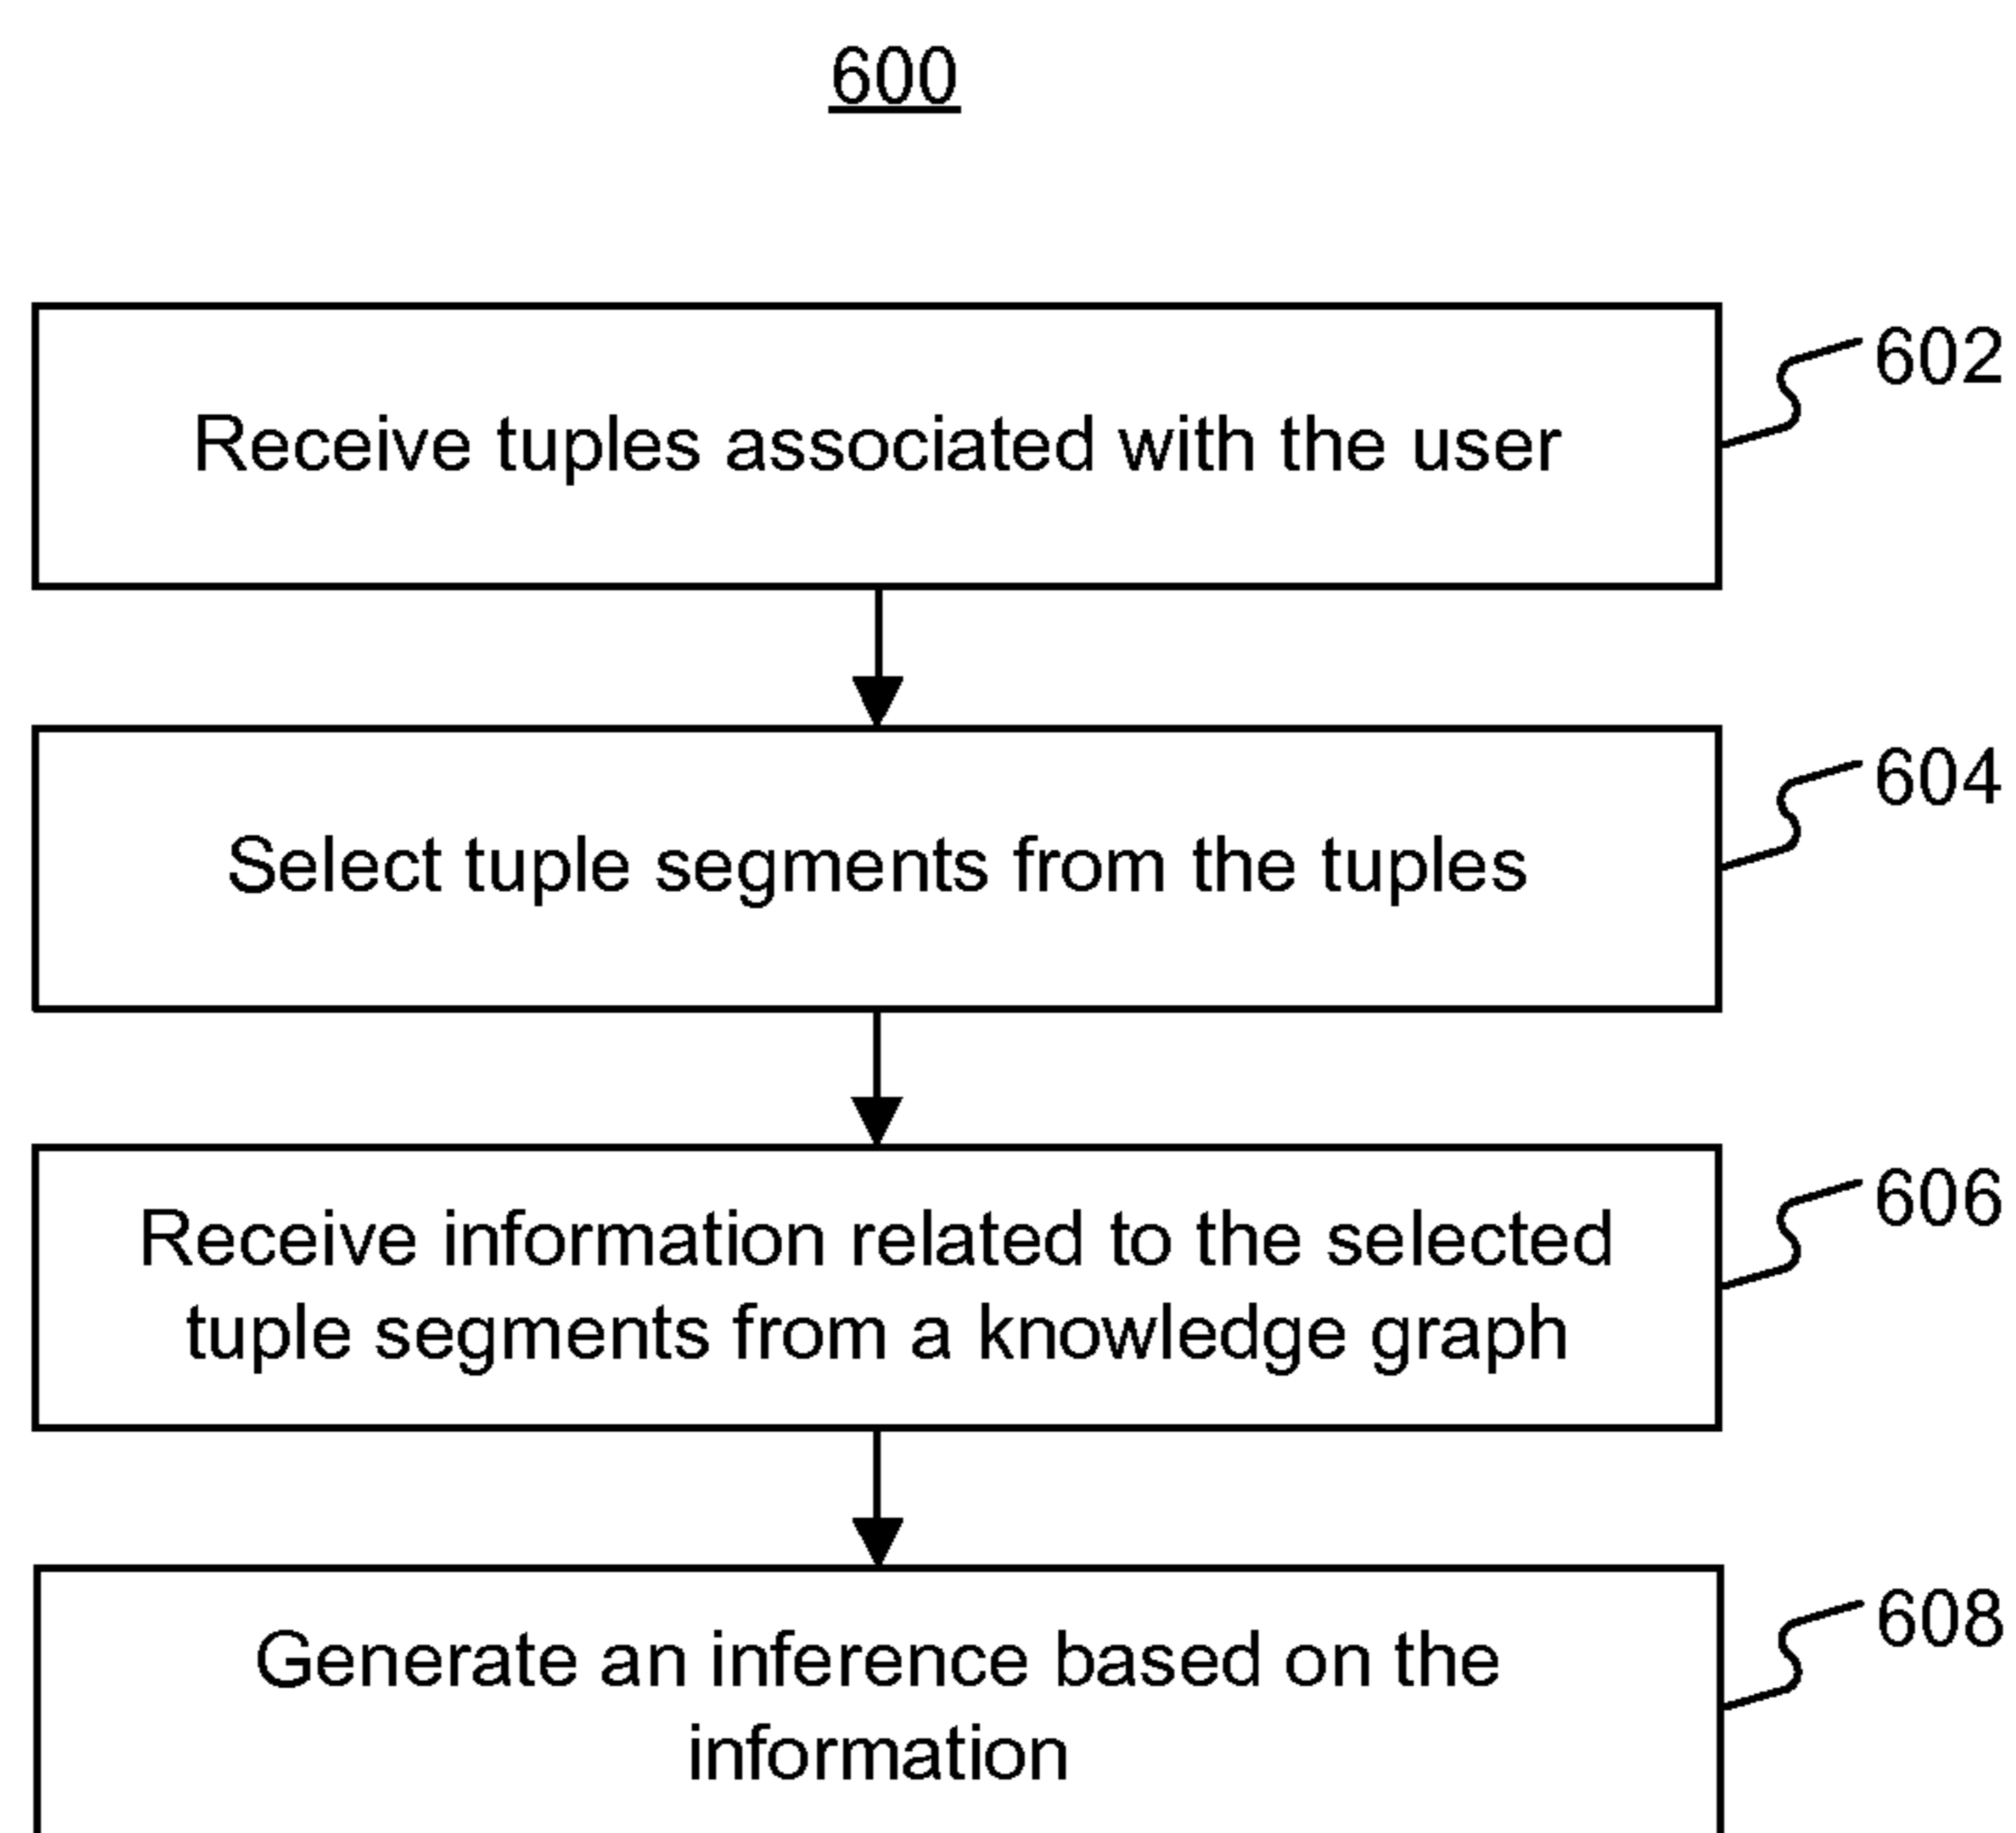 600
Receive tuples associated with the user
602
Select tuple segments from the tuples
604
Receive information related to the selected
tuple segments from a knowledge graph
606
Generate an inference based on the
information
608